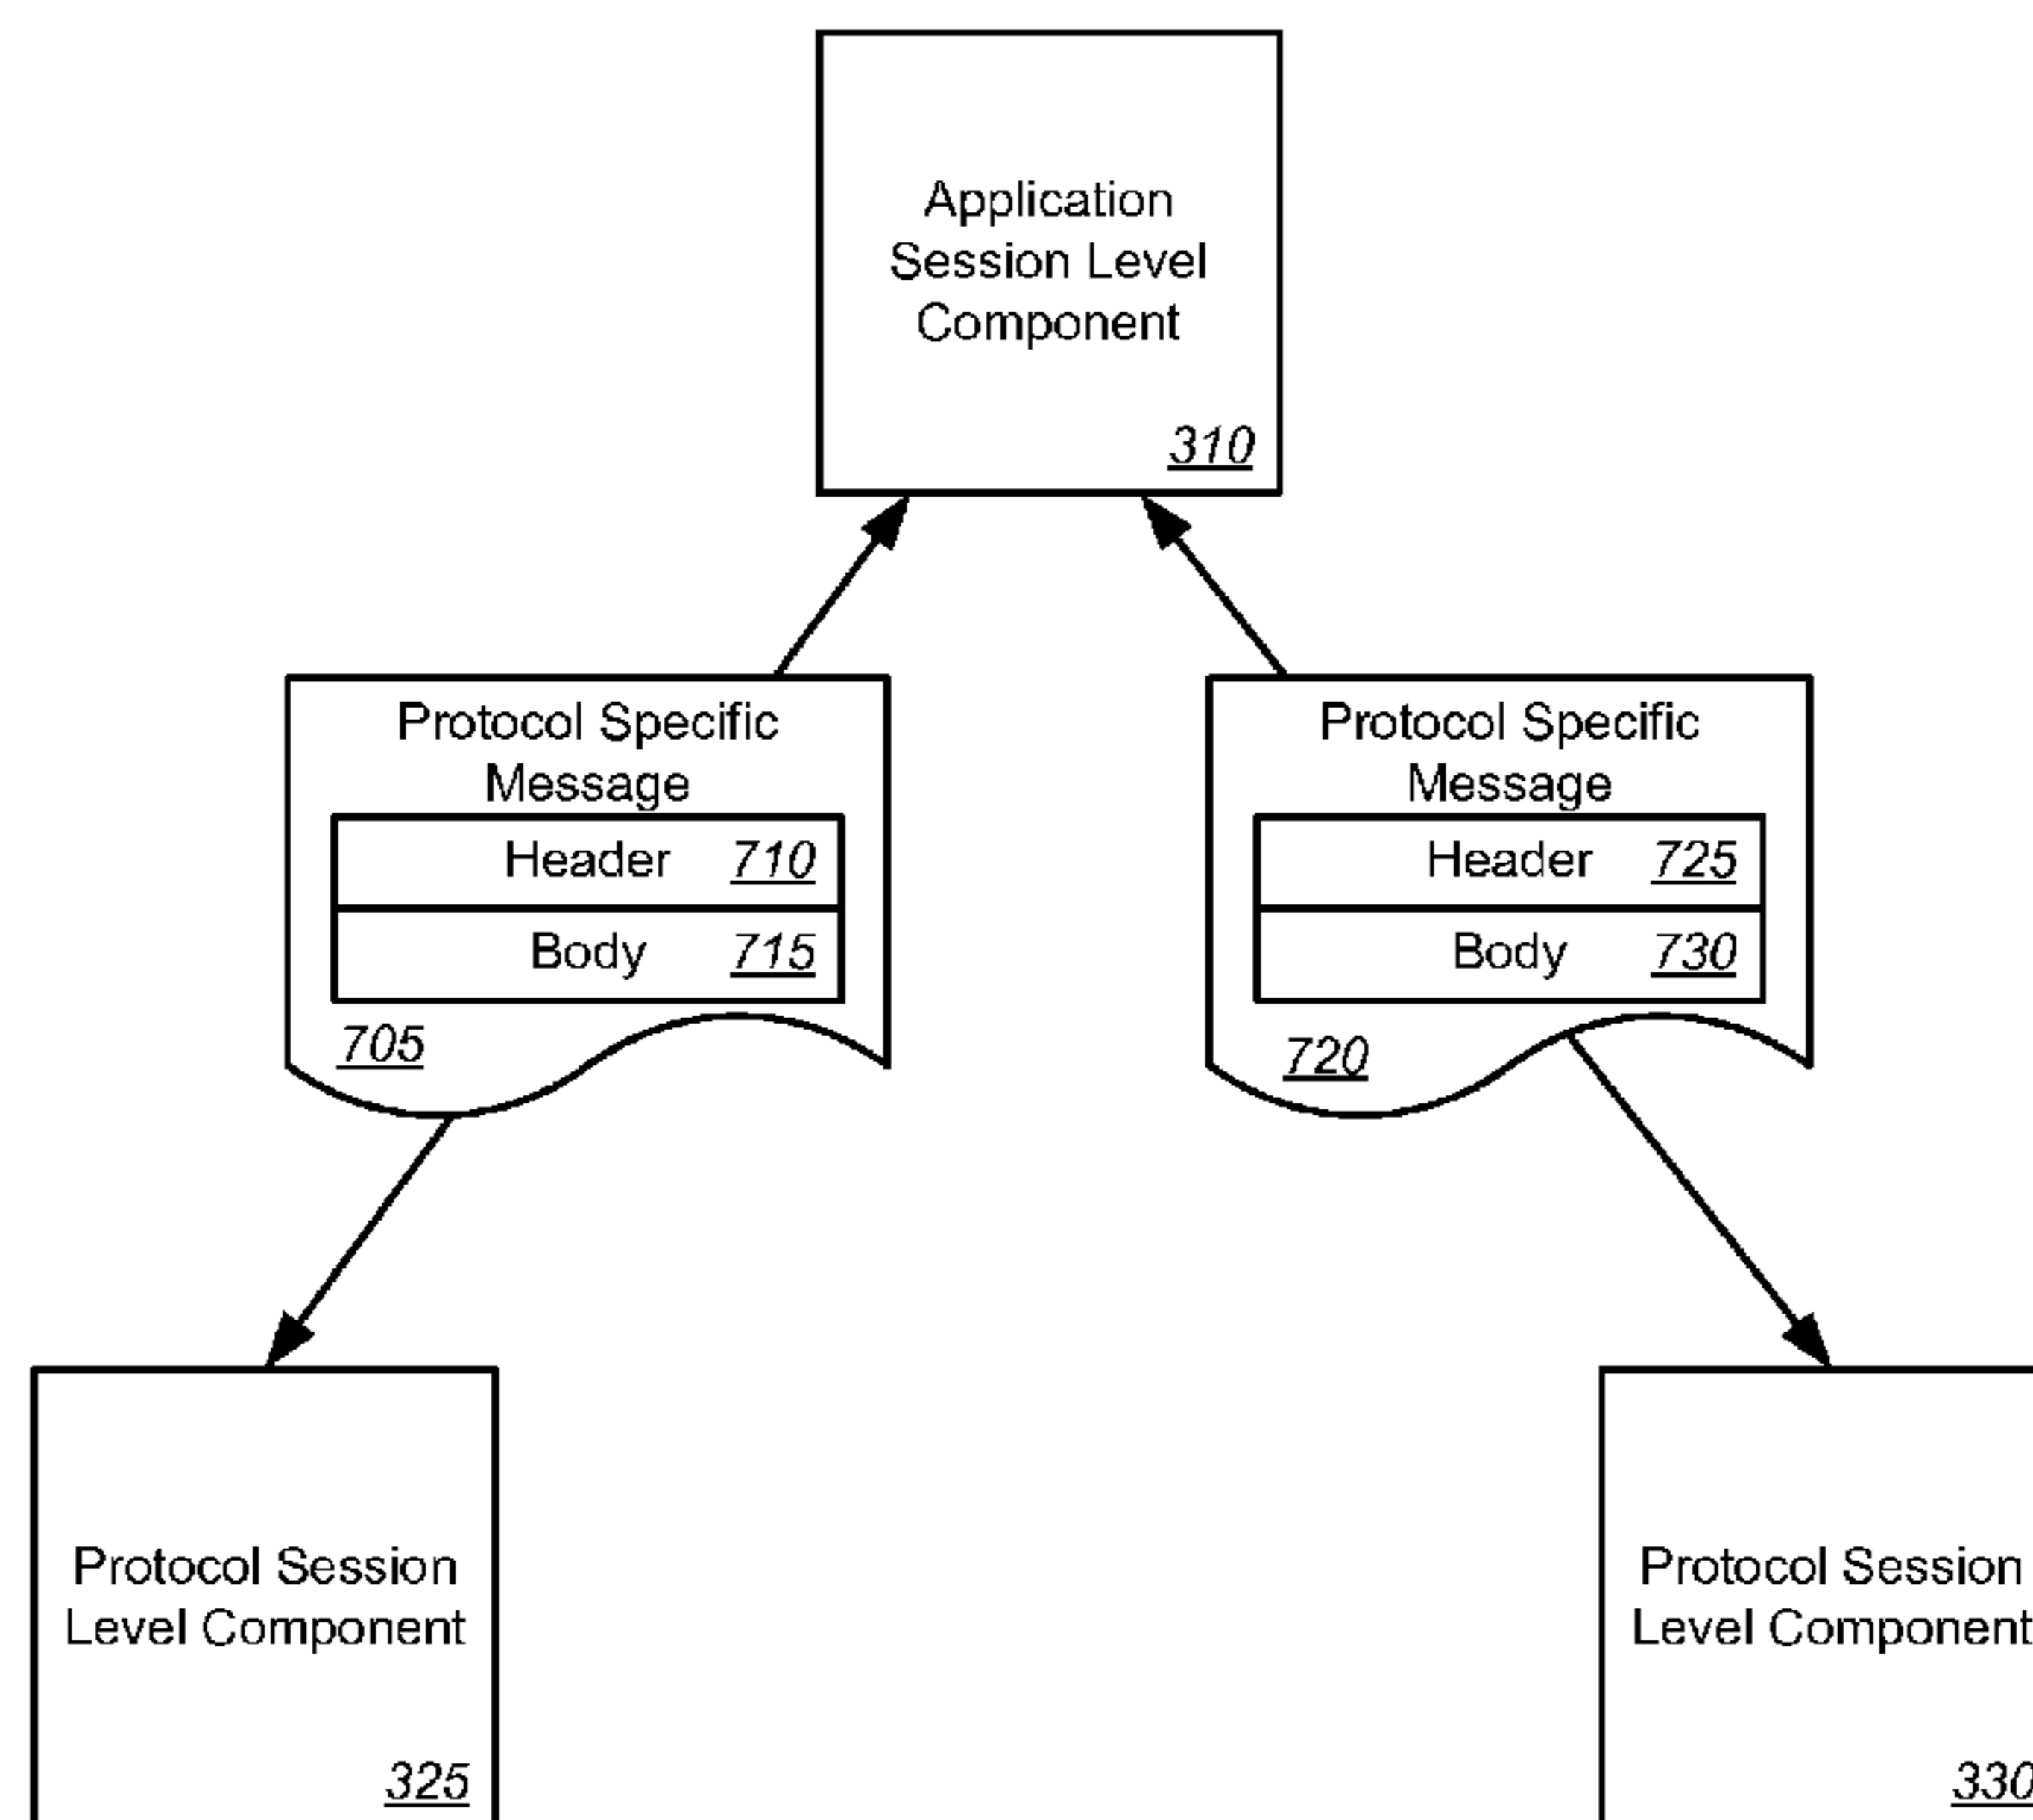 Application
Session Level
Component
310
Protocol Specific
Message
Header 710
Body 715
705
Protocol Specific
Message
Header 725
Body 730
720
Protocol Session
Level Component
325
Protocol Session
Level Component
330